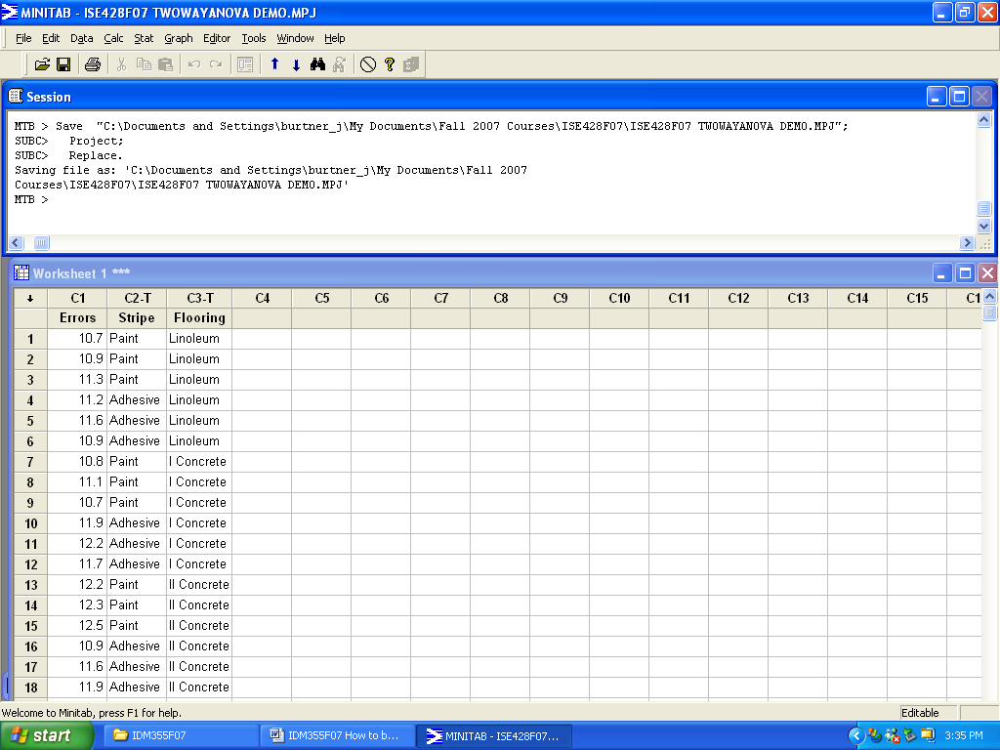 MINITAB - ISE428F07 TWOWAYANOVA DEMO.MPJ
File Edit Data Calc Stat Graph Editor Tools Window Help
Session
MTB > Save "C:\Documents and Settings\burtner_j\My Documents\Fall 2007 Courses\ISE428F07\ISE428F07 TWOWAYANOVA DEMO.MPJ";
SUBC> Project;
SUBC> Replace.
Saving file as: 'C:\Documents and Settings\burtner_j\My Documents\Fall 2007
Courses\ISE428F07\ISE428F07 TWOWAYANOVA DEMO.MPJ'
MTB >
Worksheet 1 ***
C1 C2-T C3-T C4 C5 C6 C7 C8 C9 C10 C11 C12 C13 C14 C15 C1
Errors Stripe Flooring
1 10.7 Paint Linoleum
2 10.9 Paint Linoleum
3 11.3 Paint Linoleum
4 11.2 Adhesive Linoleum
5 11.6 Adhesive Linoleum
6 10.9 Adhesive Linoleum
7 10.8 Paint I Concrete
8 11.1 Paint I Concrete
9 10.7 Paint I Concrete
10 11.9 Adhesive I Concrete
11 12.2 Adhesive I Concrete
12 11.7 Adhesive I Concrete
13 12.2 Paint II Concrete
14 12.3 Paint II Concrete
15 12.5 Paint II Concrete
16 10.9 Adhesive II Concrete
17 11.6 Adhesive II Concrete
18 11.9 Adhesive II Concrete
Welcome to Minitab, press F1 for help. Editable
start IDM355F07 IDM355F07 How to b... MINITAB - ISE428F07... 3:35 PM